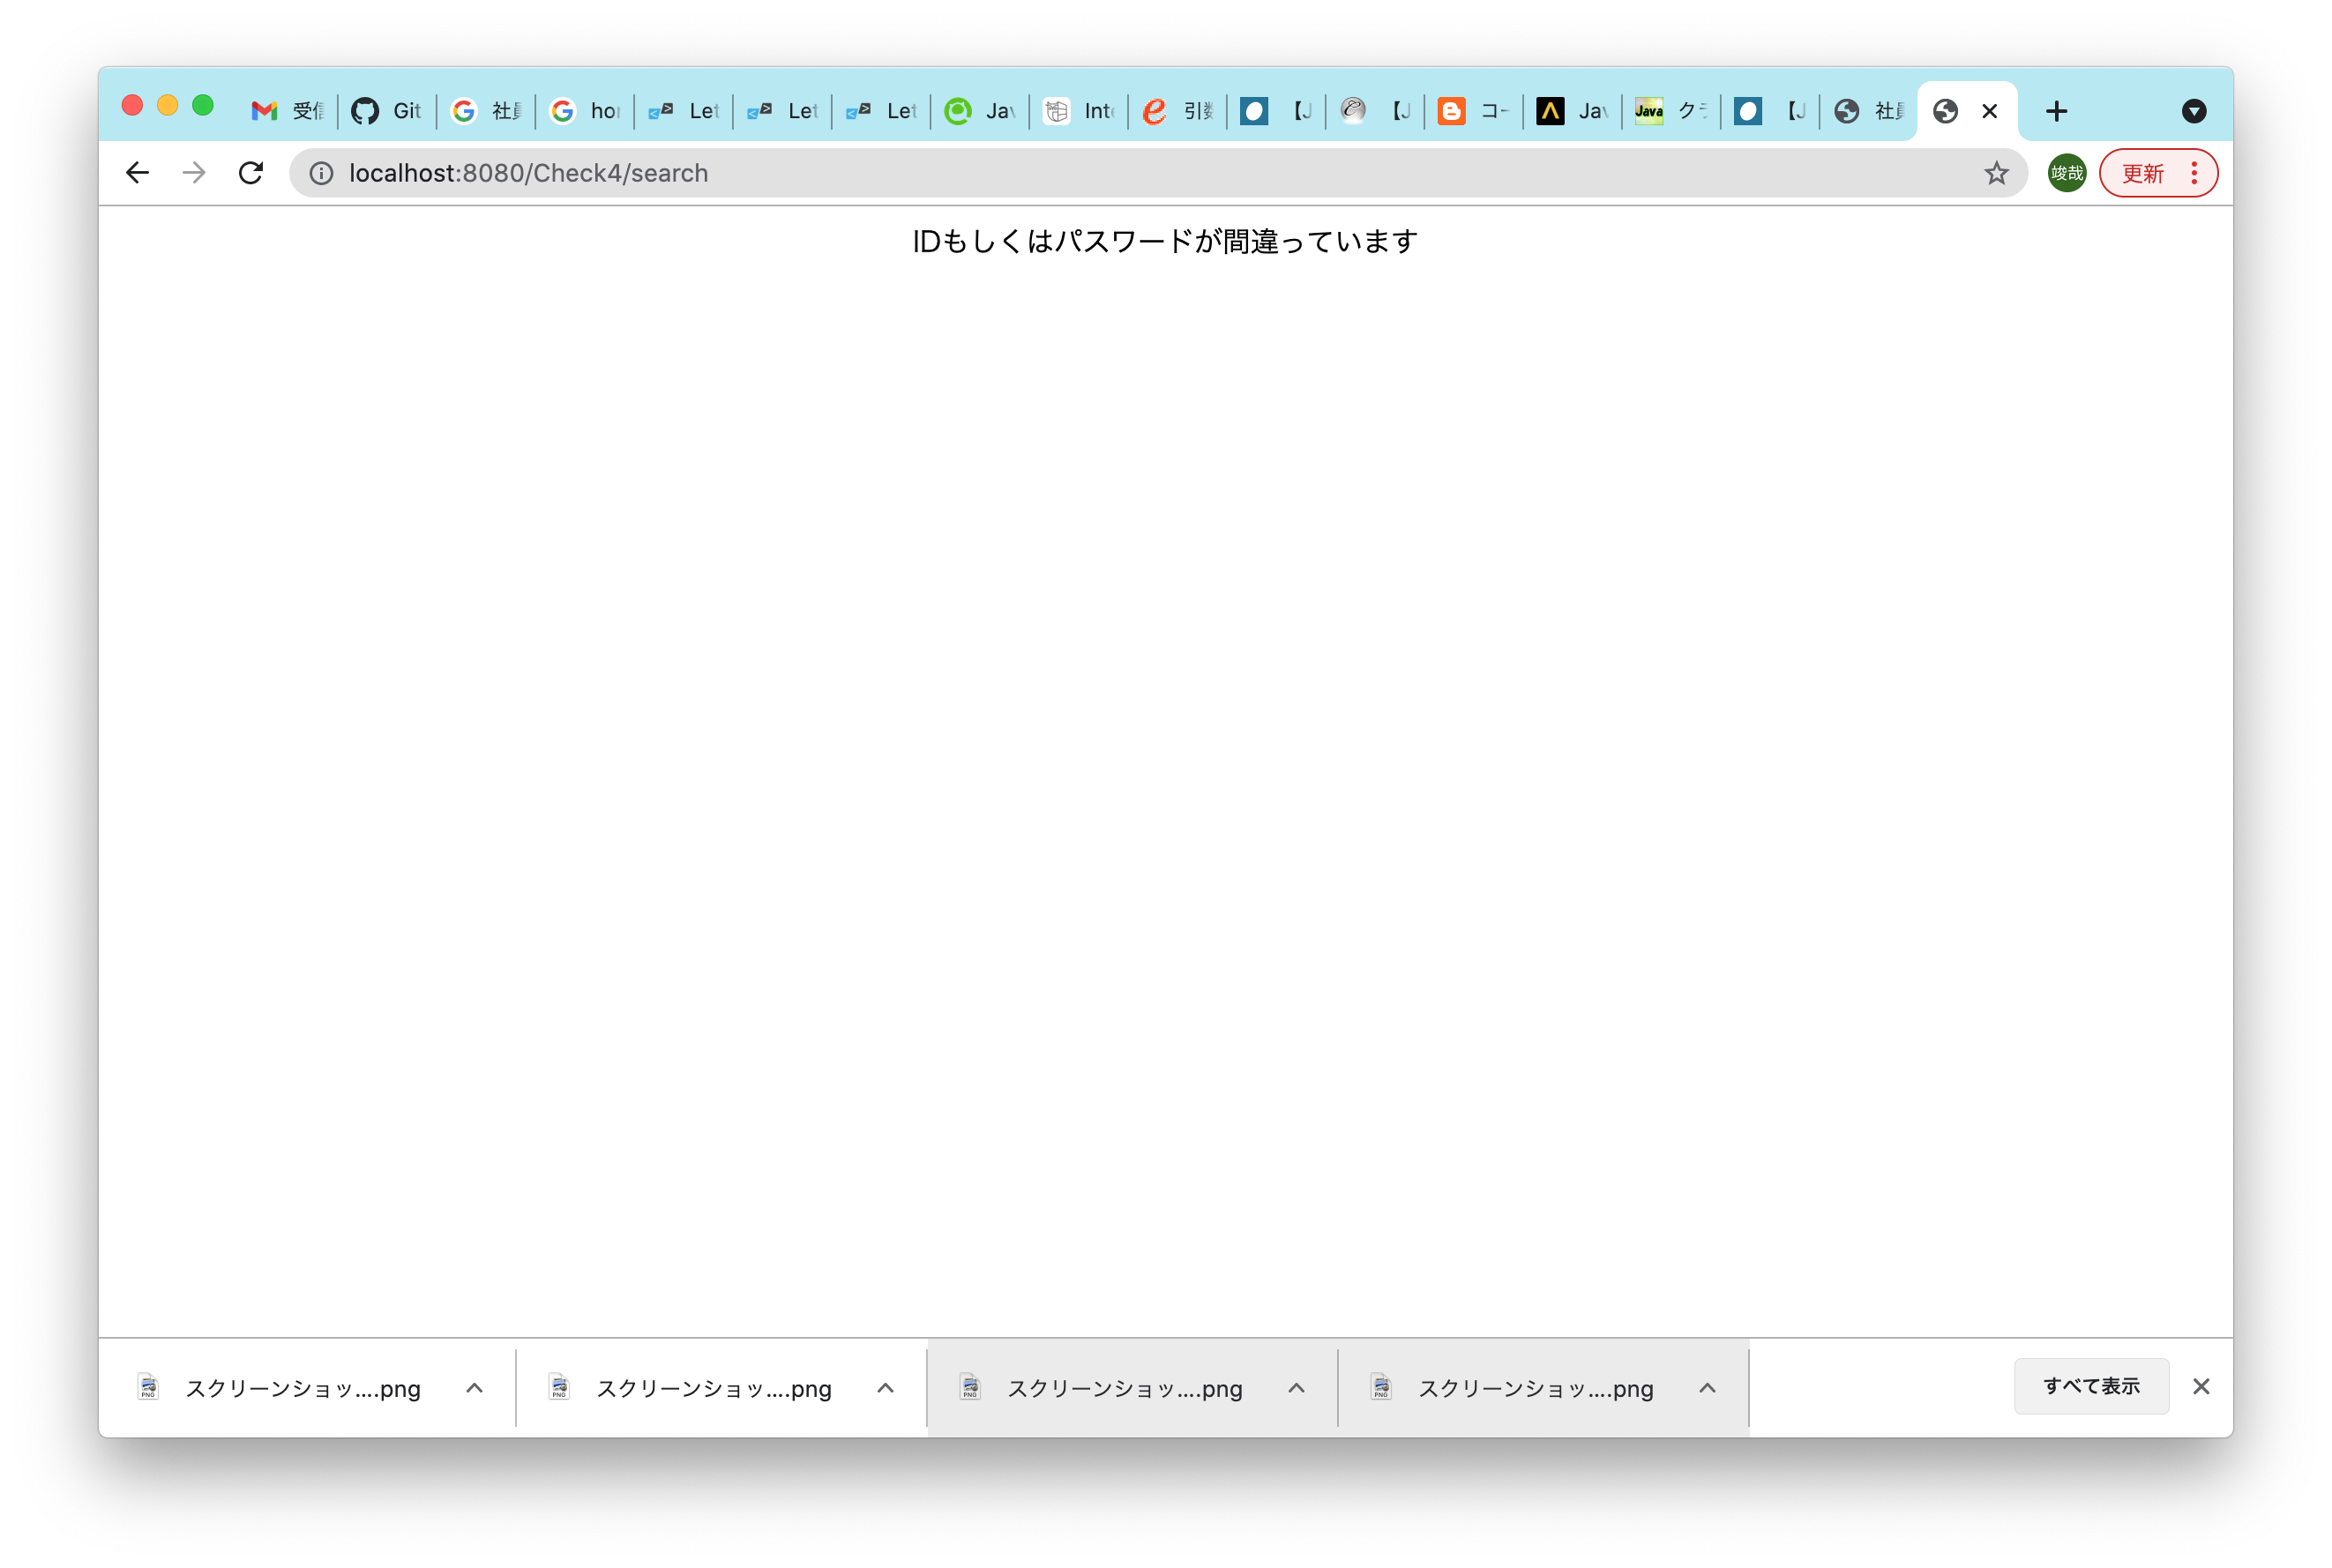 受信 Git 社員 hor Let Let Let Jav Inte 引数 【J 【J コー Jav Java クラ 【J 社員
localhost:8080/Check4/search 竣哉 更新
IDもしくはパスワードが間違っています
スクリーンショッ....png スクリーンショッ....png スクリーンショッ....png スクリーンショッ....png すべて表示